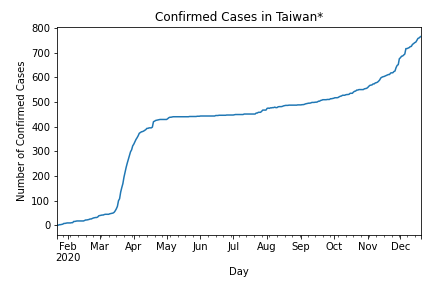 Confirmed Cases in Taiwan*
800
700
600
500
400
300
200
100
0
Number of Confirmed Cases
Feb Mar Apr May Jun Jul Aug Sep Oct Nov Dec
2020
Day